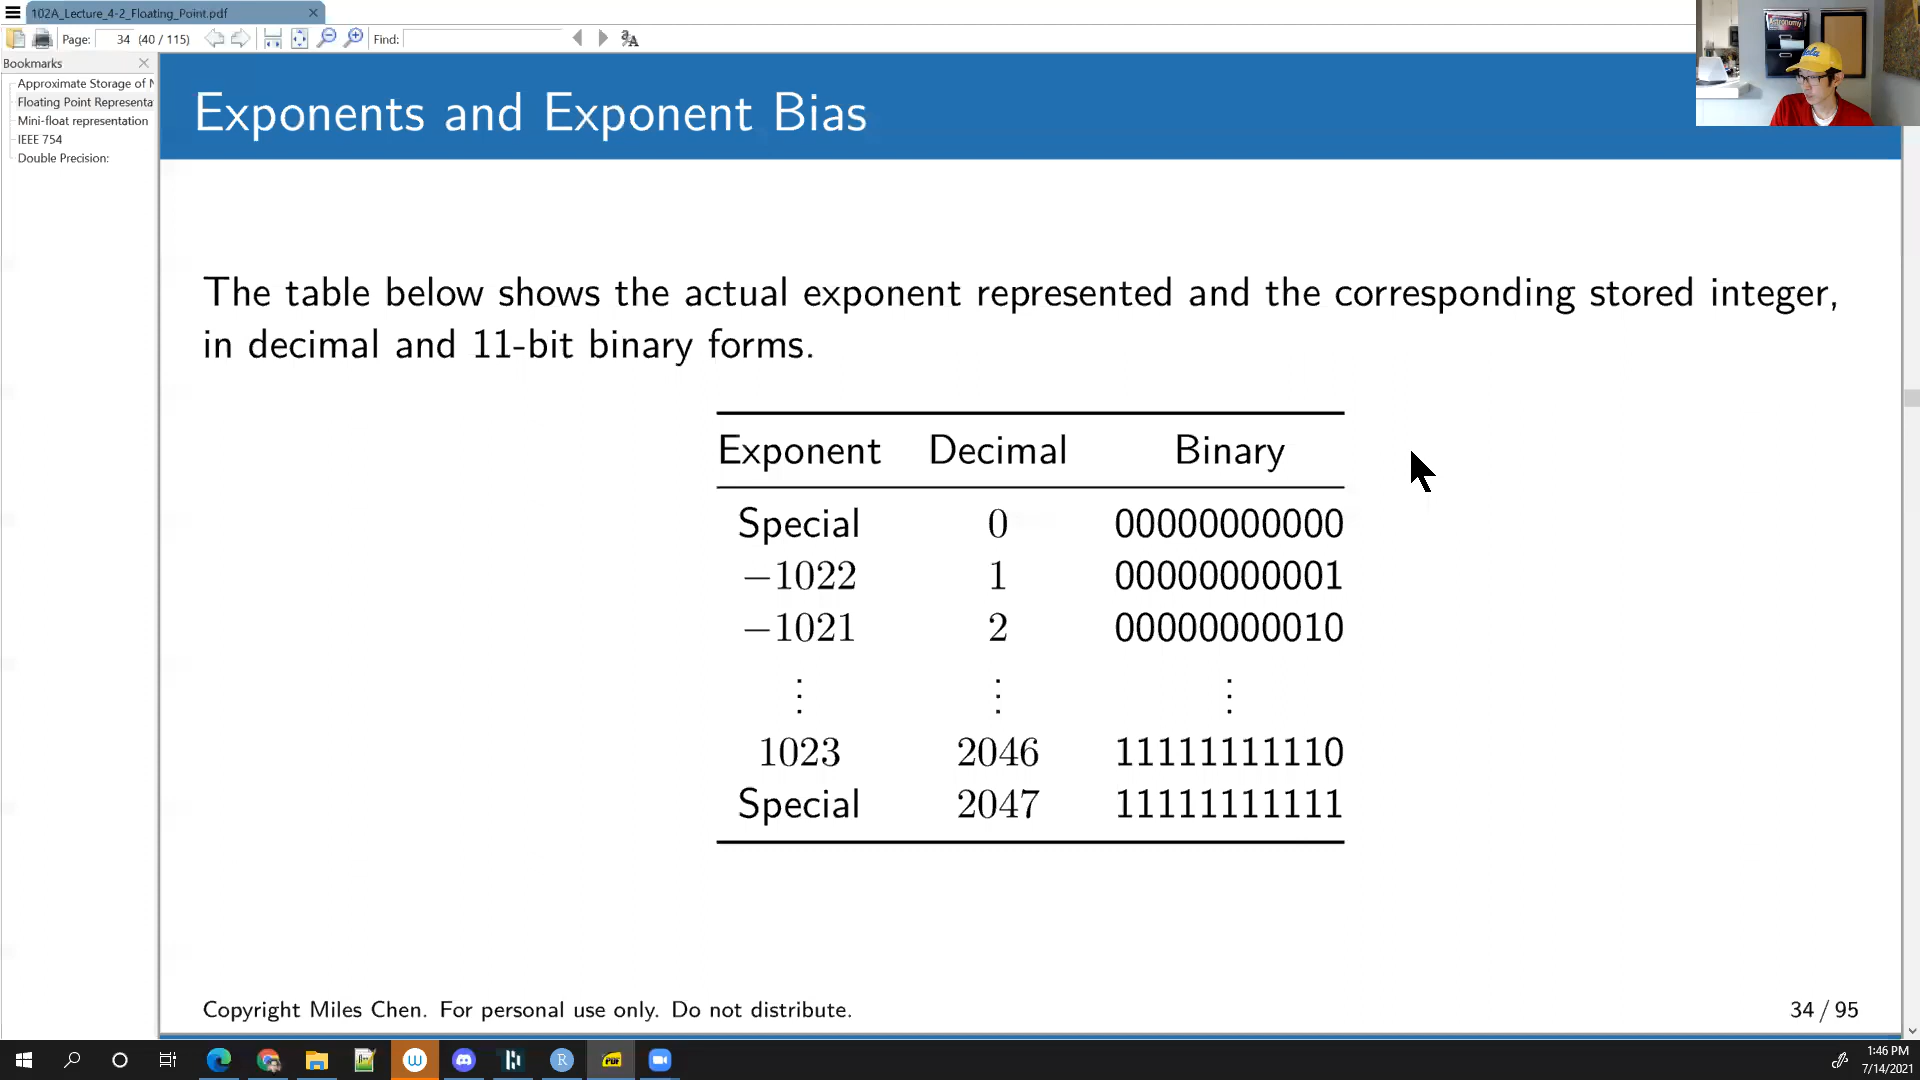 102A_Lecture_4-2_Floating_Point.pdf
Page: 34 (40 / 115) Find:
Bookmarks
Approximate Storage of N
Floating Point Representa
Mini-float representation
IEEE 754
Double Precision:
Exponents and Exponent Bias
The table below shows the actual exponent represented and the corresponding stored integer,
in decimal and 11-bit binary forms.
Exponent Decimal Binary
Special 0 00000000000
−1022 1 00000000001
−1021 2 00000000010
⋮ ⋮ ⋮
1023 2046 11111111110
Special 2047 11111111111
Copyright Miles Chen. For personal use only. Do not distribute.
34 / 95
1:46 PM
7/14/2021